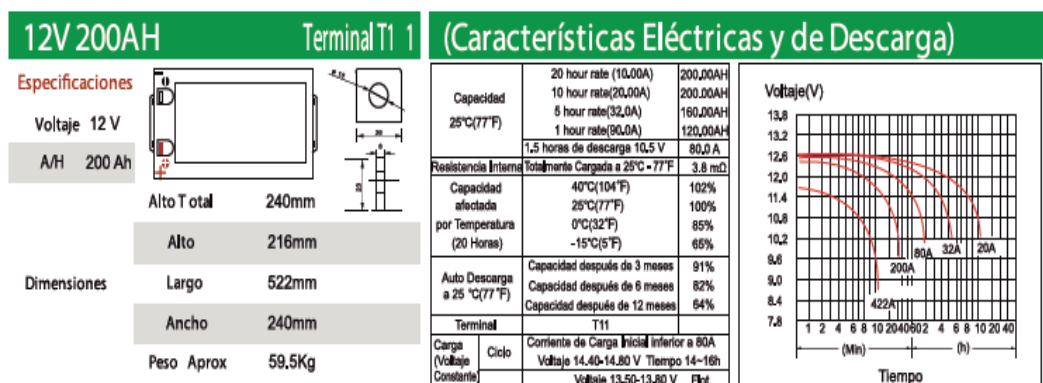 12V 200AH Terminal T1 1
Especificaciones
Voltaje 12 V
A/H 200 Ah
Alto T otal 240mm
Alto 216mm
Dimensiones Largo 522mm
Ancho 240mm
Peso Aprox 59.5Kg
(Características Eléctricas y de Descarga)
Capacidad
25°C(77°F)
20 hour rate (10.00A) 200.00AH
10 hour rate(20.00A) 200.00AH
5 hour rate(32.0A) 160.00AH
1 hour rate(90.0A) 120.00AH
1.5 horas de descarga 10.5 V 80.0 A
Resistencia Interna Totalmente Cargada a 25°C - 77°F 3.8 mΩ
Capacidad
afectada
por Temperatura
(20 Horas)
40°C(104°F) 102%
25°C(77°F) 100%
0°C(32°F) 85%
-15°C(5°F) 65%
Auto Descarga
a 25 °C(77°F)
Capacidad después de 3 meses 91%
Capacidad después de 6 meses 82%
Capacidad después de 12 meses 64%
Terminal T11
Carga
(Voltaje
Constante)
Ciclo
Corriente de Carga Inicial inferior a 80A
Voltaje 14.40-14.80 V Tiempo 14~16h
Voltaje 13.50-13.80 V Flot
Voltaje(V)
13.8
13.2
12.6
12.0
11.4
10.8
10.2
9.6
9.0
8.4
7.8
422A
200A
80A
32A
20A
1 2 4 6 8 10 20 40 60 2 4 6 8 10 20 40
(Min) (h)
Tiempo